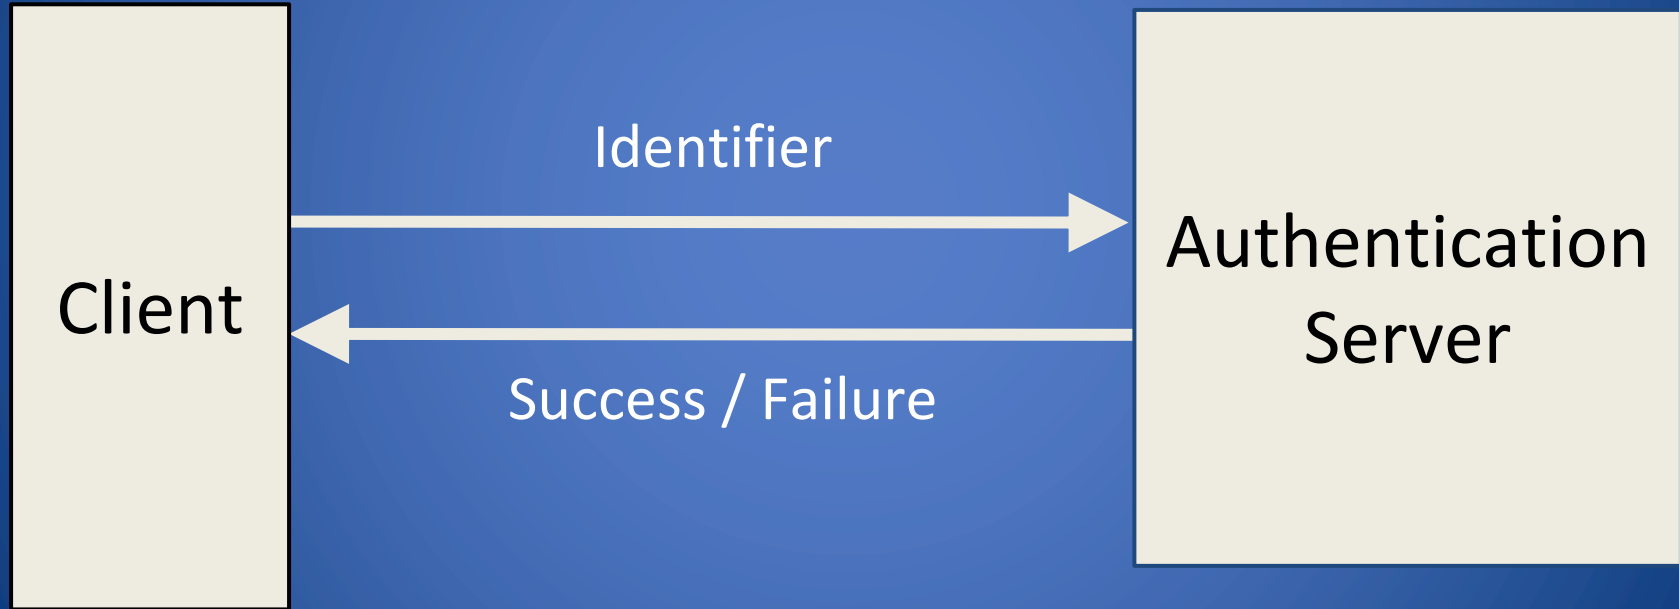 Client
Identifier
Success / Failure
Authentication
Server